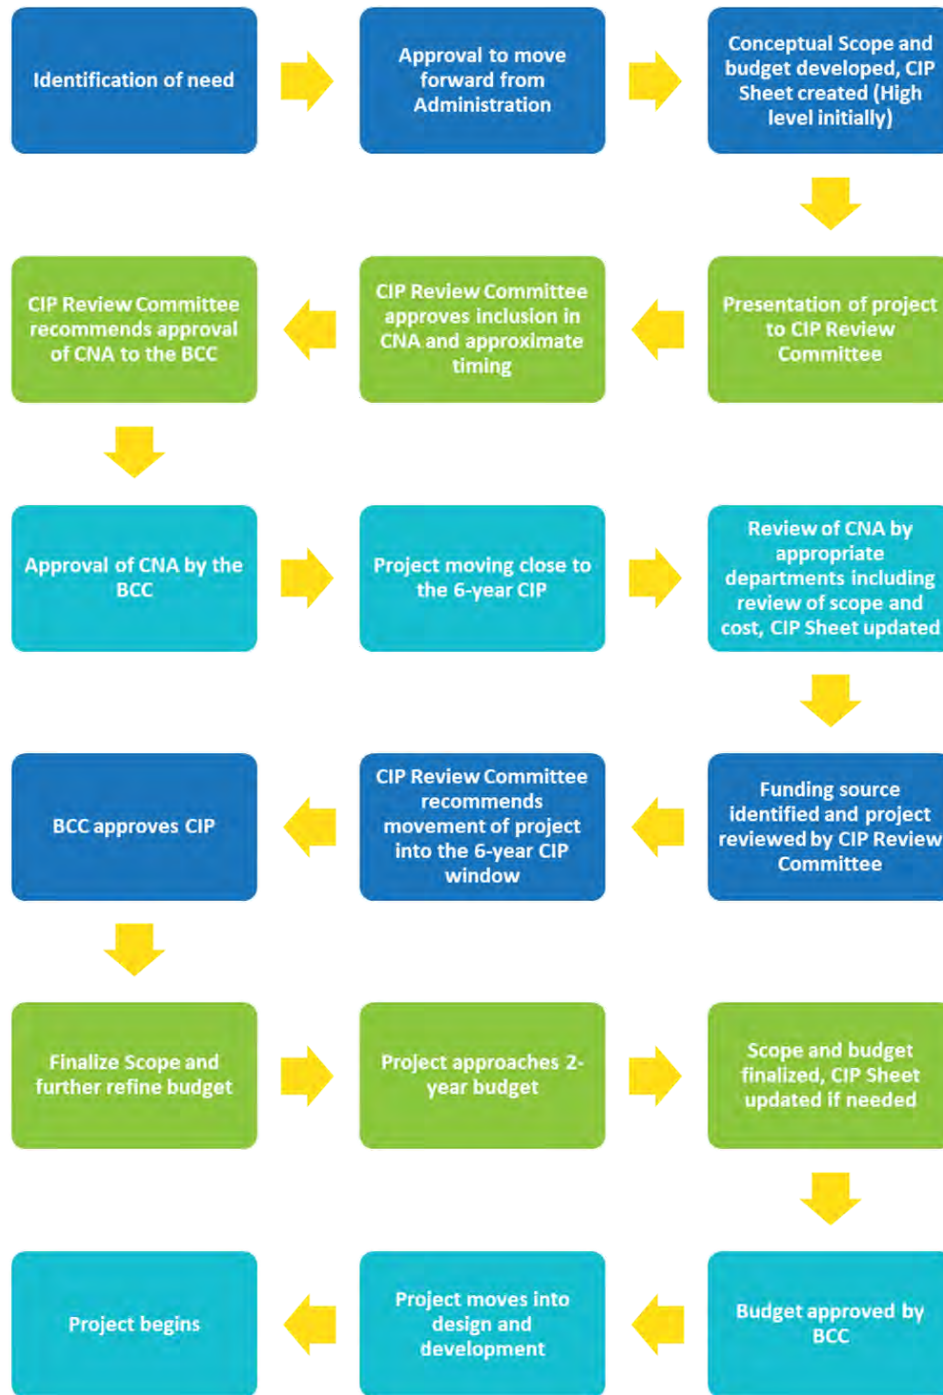 Identification of need
Approval to move
forward from
Administration
Conceptual Scope and
budget developed, CIP
Sheet created (High
level initially)
Presentation of project
to CIP Review
Committee
CIP Review Committee
approves inclusion in
CNA and approximate
timing
CIP Review Committee
recommends approval
of CNA to the BCC
Approval of CNA by the
BCC
Project moving close to
the 6-year CIP
Review of CNA by
appropriate
departments including
review of scope and
cost, CIP Sheet updated
Funding source
identified and project
reviewed by CIP Review
Committee
CIP Review Committee
recommends
movement of project
into the 6-year CIP
window
BCC approves CIP
Finalize Scope and
further refine budget
Project approaches 2-
year budget
Scope and budget
finalized, CIP Sheet
updated if needed
Budget approved by
BCC
Project moves into
design and
development
Project begins